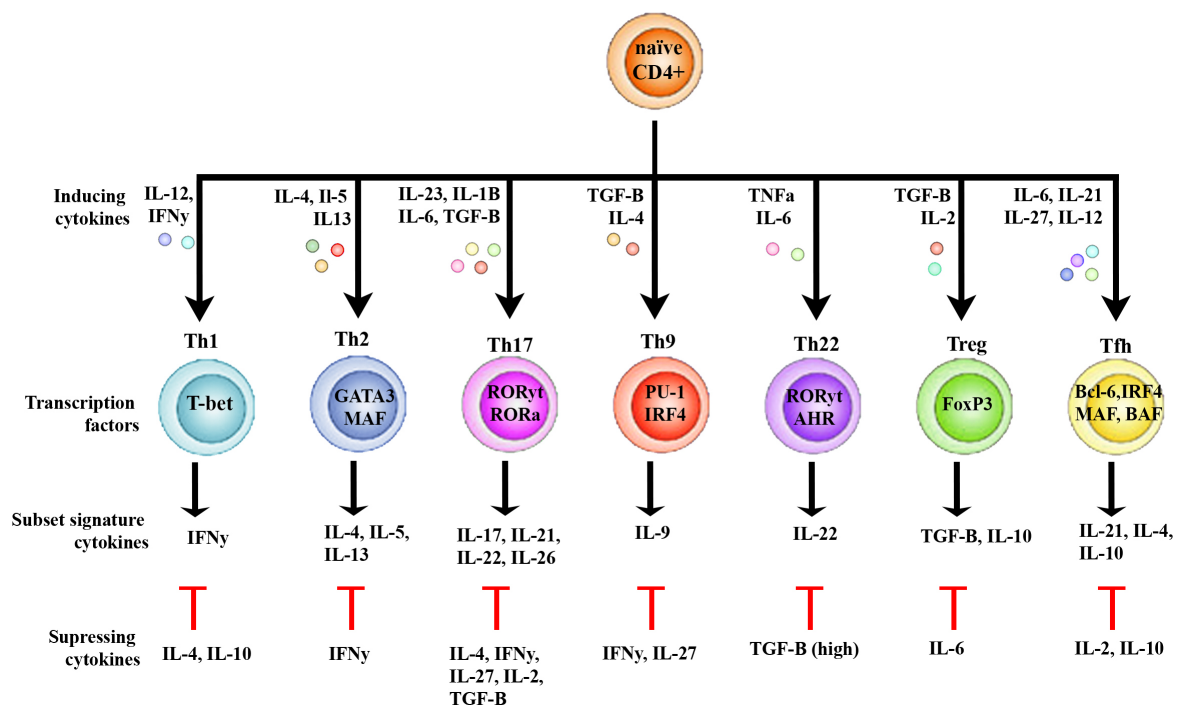 naïve
CD4+
Inducing
cytokines
IL-12,
IFNy
IL-4, Il-5
IL13
IL-23, IL-1B
IL-6, TGF-B
TGF-B
IL-4
TNFa
IL-6
TGF-B
IL-2
IL-6, IL-21
IL-27, IL-12
Th1
Th2
Th17
Th9
Th22
Treg
Tfh
Transcription
factors
T-bet
GATA3
MAF
RORyt
RORa
PU-1
IRF4
RORyt
AHR
FoxP3
Bcl-6,IRF4
MAF, BAF
Subset signature
cytokines
IFNy
IL-4, IL-5,
IL-13
IL-17, IL-21,
IL-22, IL-26
IL-9
IL-22
TGF-B, IL-10
IL-21, IL-4,
IL-10
Supressing
cytokines
IL-4, IL-10
IFNy
IL-4, IFNy,
IL-27, IL-2,
TGF-B
IFNy, IL-27
TGF-B (high)
IL-6
IL-2, IL-10